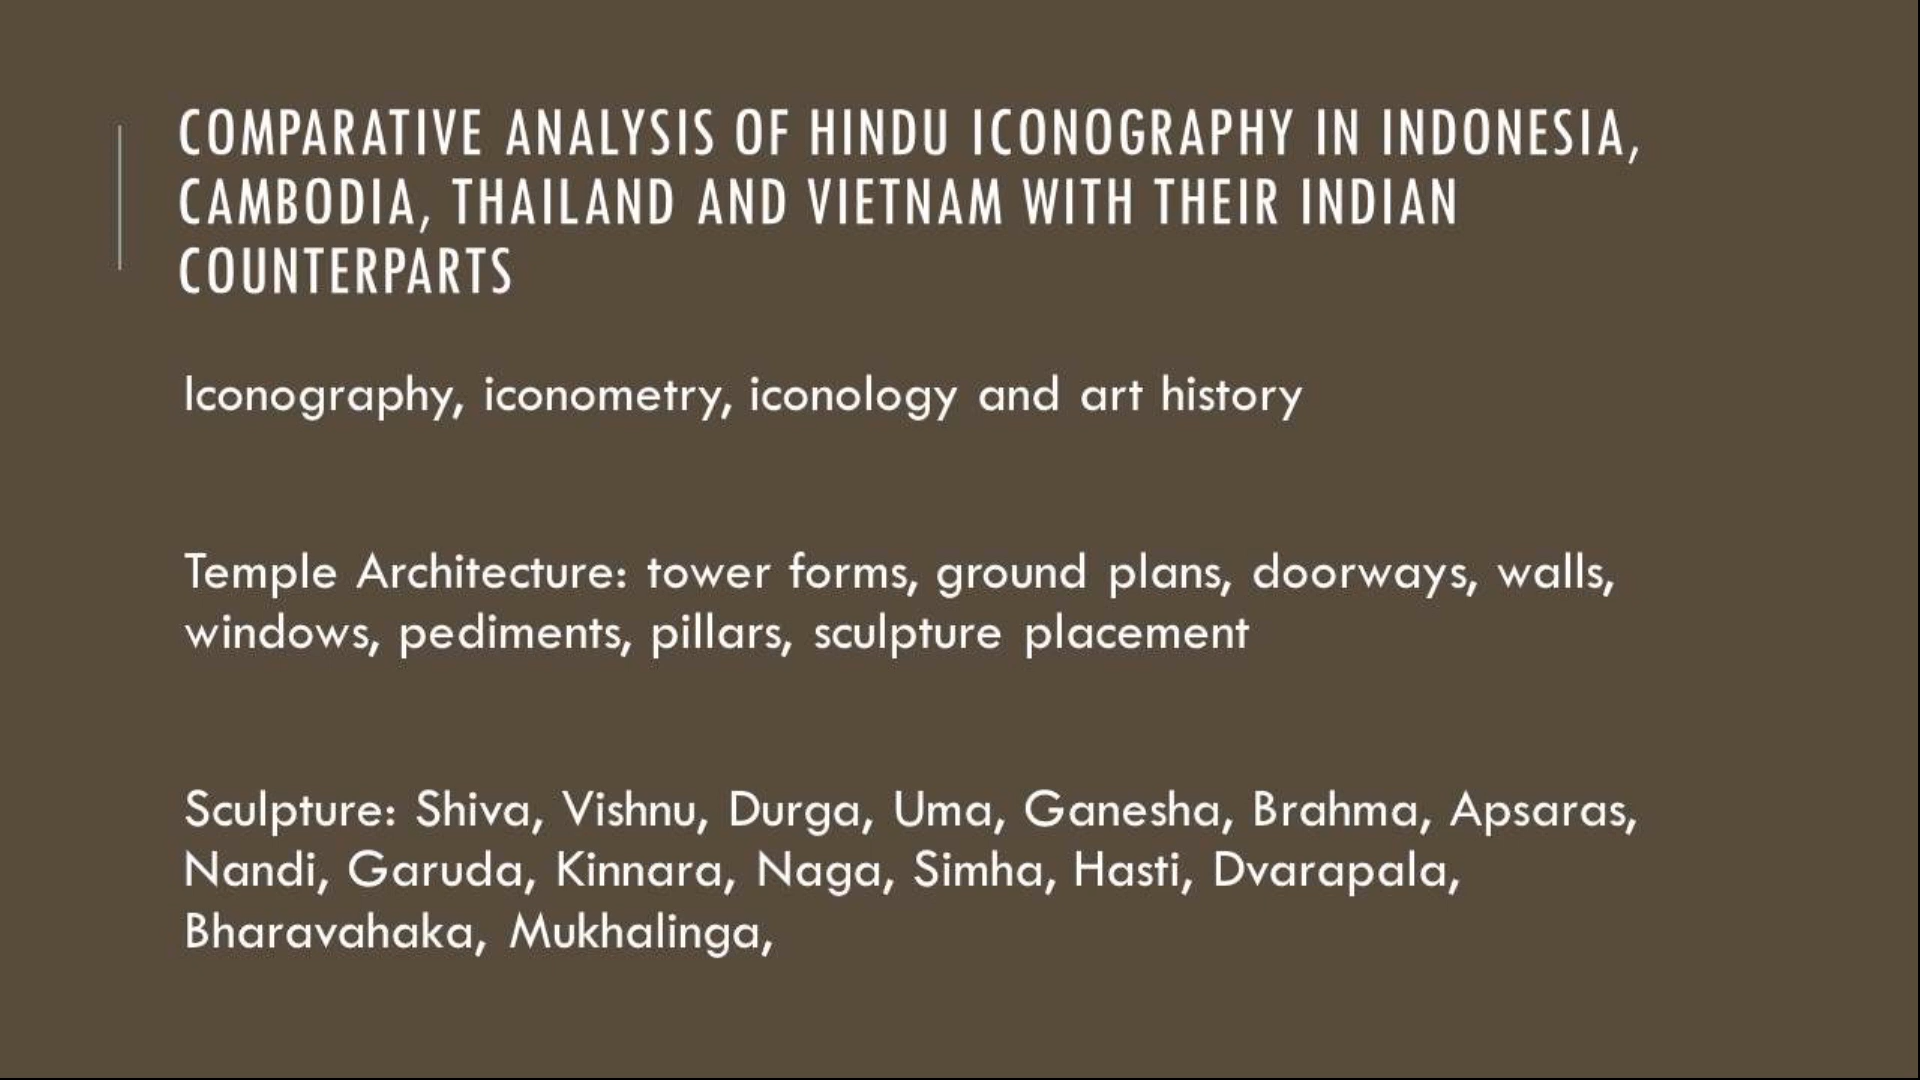 COMPARATIVE ANALYSIS OF HINDU ICONOGRAPHY IN INDONESIA,
CAMBODIA, THAILAND AND VIETNAM WITH THEIR INDIAN
COUNTERPARTS
Iconography, iconometry, iconology and art history
Temple Architecture: tower forms, ground plans, doorways, walls,
windows, pediments, pillars, sculpture placement
Sculpture: Shiva, Vishnu, Durga, Uma, Ganesha, Brahma, Apsaras,
Nandi, Garuda, Kinnara, Naga, Simha, Hasti, Dvarapala,
Bharavahaka, Mukhalinga,